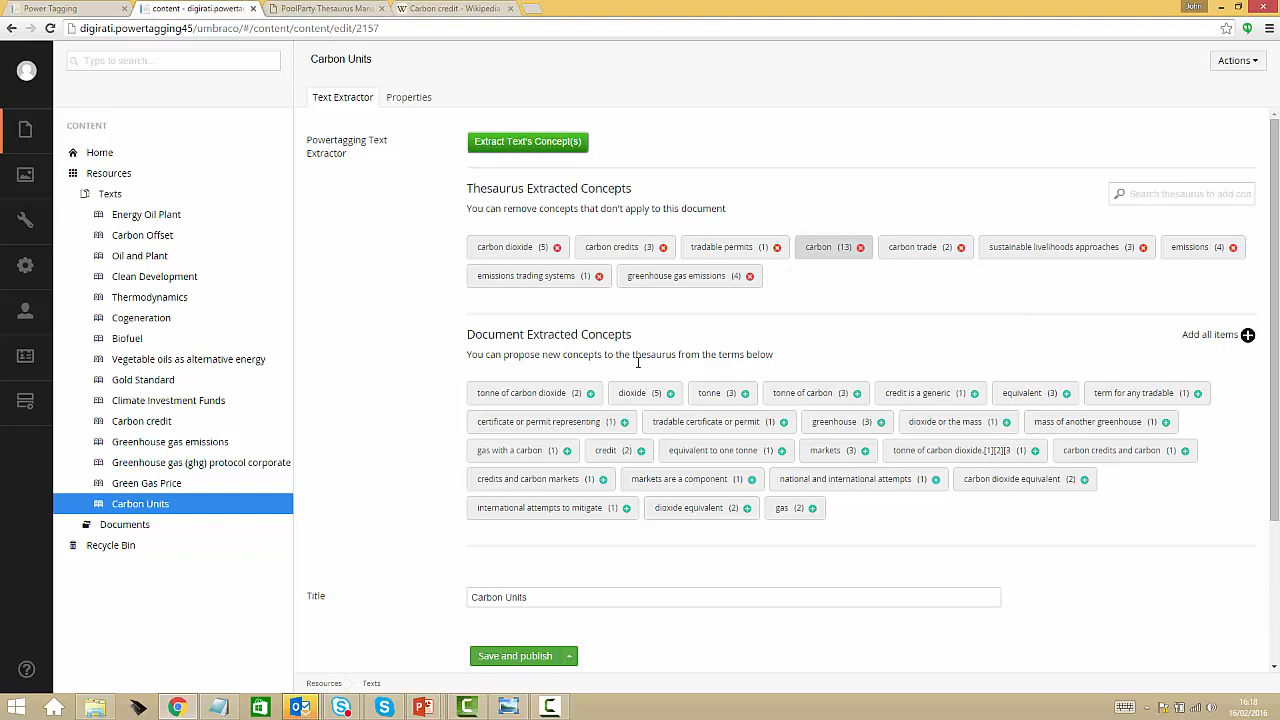 Power Tagging
content - digirati.powerta
PoolParty Thesaurus Man
Carbon credit - Wikipedia
John
digirati.powertagging45/umbraco/#/content/content/edit/2157
Type to search...
Carbon Units
Actions
Text Extractor
Properties
CONTENT
Home
Resources
Texts
Energy Oil Plant
Carbon Offset
Oil and Plant
Clean Development
Thermodynamics
Cogeneration
Biofuel
Vegetable oils as alternative energy
Gold Standard
Climate Investment Funds
Carbon credit
Greenhouse gas emissions
Greenhouse gas (ghg) protocol corporate
Green Gas Price
Carbon Units
Documents
Recycle Bin
Powertagging Text
Extractor
Extract Text's Concept(s)
Thesaurus Extracted Concepts
Search thesaurus to add con
You can remove concepts that don't apply to this document
carbon dioxide (5) carbon credits (3) tradable permits (1) carbon (13) carbon trade (2) sustainable livelihoods approaches (3) emissions (4)
emissions trading systems (1) greenhouse gas emissions (4)
Document Extracted Concepts
Add all items
You can propose new concepts to the thesaurus from the terms below
tonne of carbon dioxide (2) dioxide (5) tonne (3) tonne of carbon (3) credit is a generic (1) equivalent (3) term for any tradable (1)
certificate or permit representing (1) tradable certificate or permit (1) greenhouse (3) dioxide or the mass (1) mass of another greenhouse (1)
gas with a carbon (1) credit (2) equivalent to one tonne (1) markets (3) tonne of carbon dioxide.[1][2][3 (1) carbon credits and carbon (1)
credits and carbon markets (1) markets are a component (1) national and international attempts (1) carbon dioxide equivalent (2)
international attempts to mitigate (1) dioxide equivalent (2) gas (2)
Title
Carbon Units
Save and publish
Resources
Texts
16:18
16/02/2016